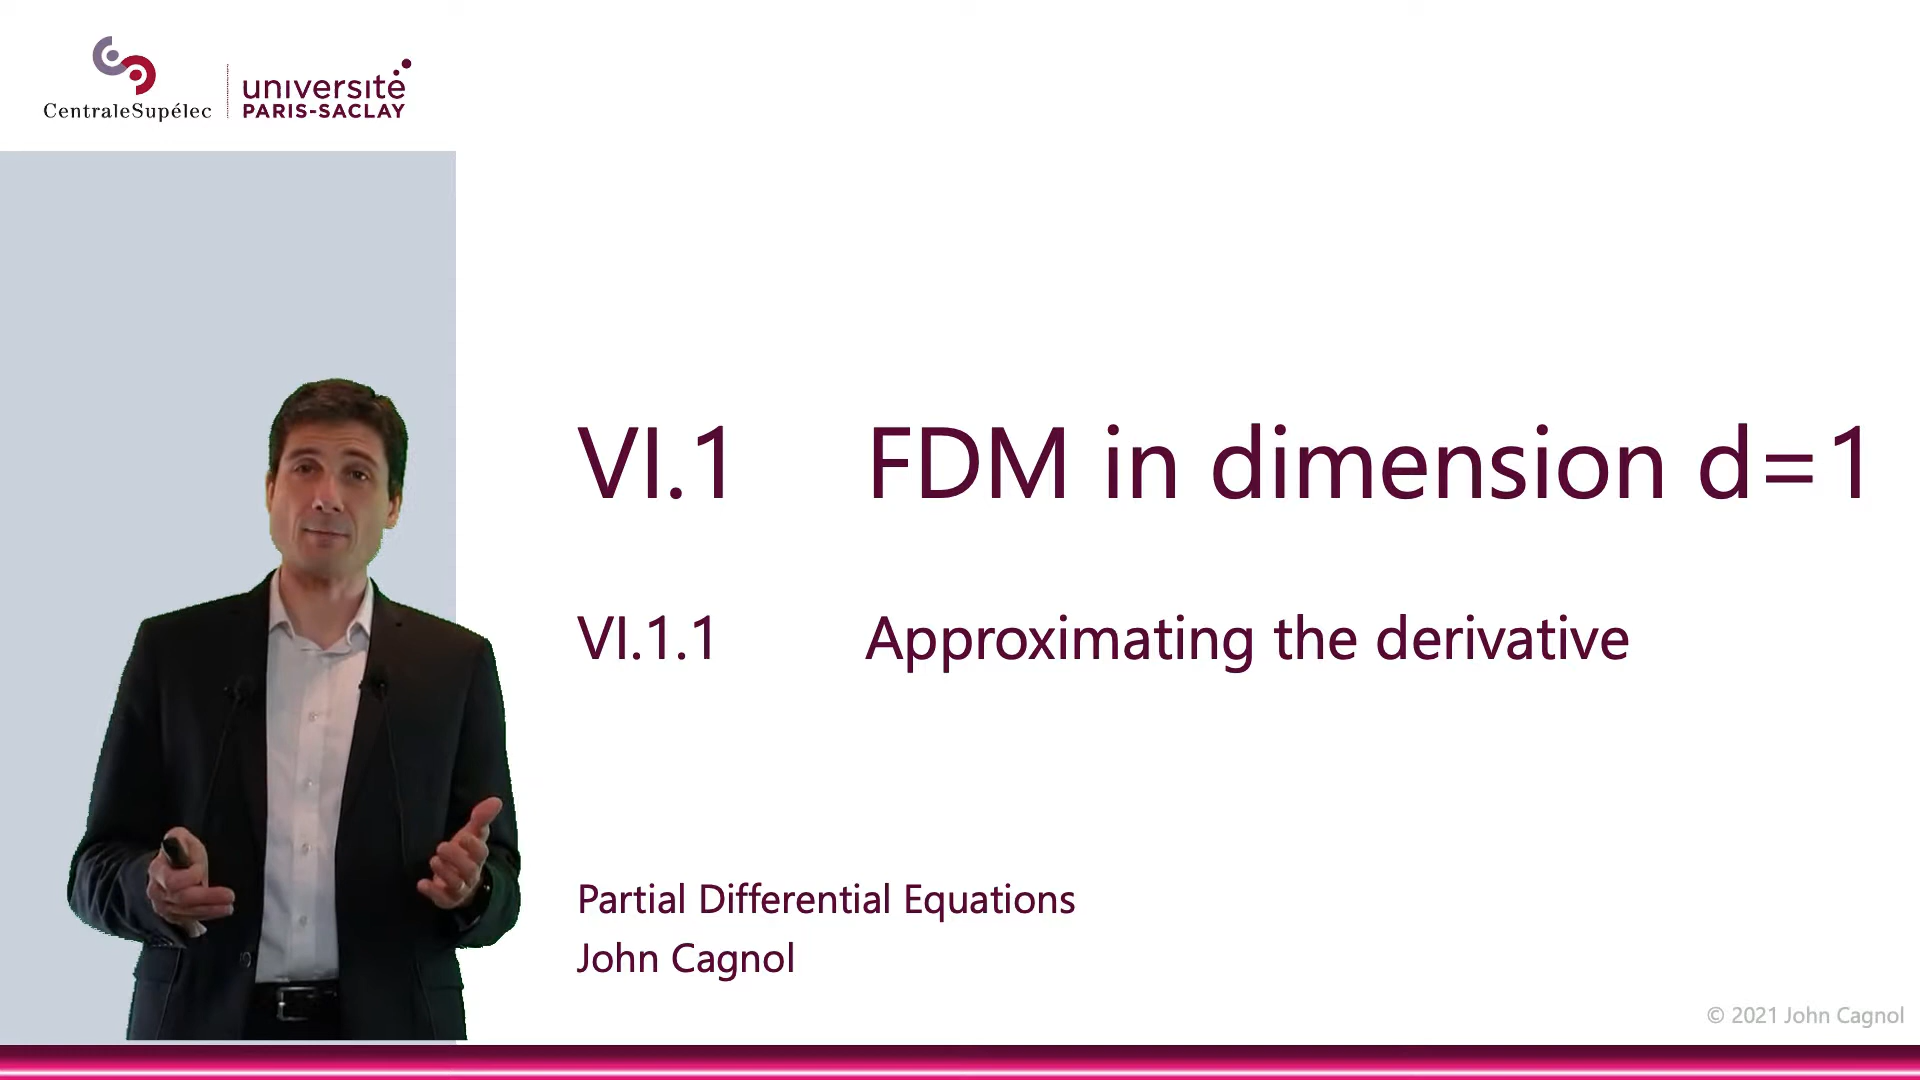 CentraleSupélec
université
PARIS-SACLAY
VI.1 FDM in dimension d=1
VI.1.1 Approximating the derivative
Partial Differential Equations
John Cagnol
© 2021 John Cagnol